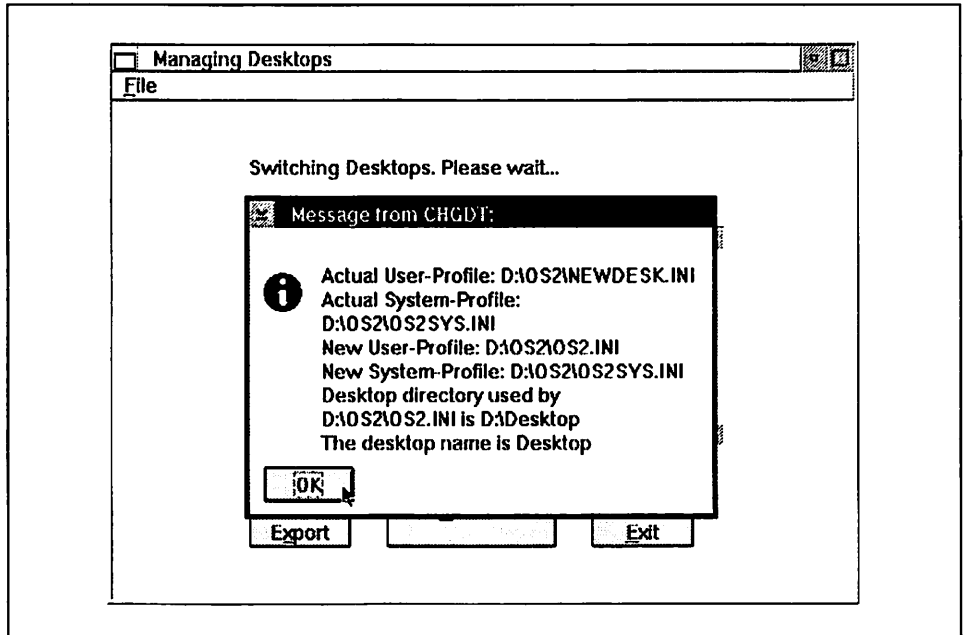 Managing Desktops
File
Switching Desktops. Please wait...
Message from CHGDT:
Actual User-Profile: D:\OS2\NEWDESK.INI
Actual System-Profile:
D:\OS2\OS2SYS.INI
New User-Profile: D:\OS2\OS2.INI
New System-Profile: D:\OS2\OS2SYS.INI
Desktop directory used by
D:\OS2\OS2.INI is D:\Desktop
The desktop name is Desktop
OK
Export Exit